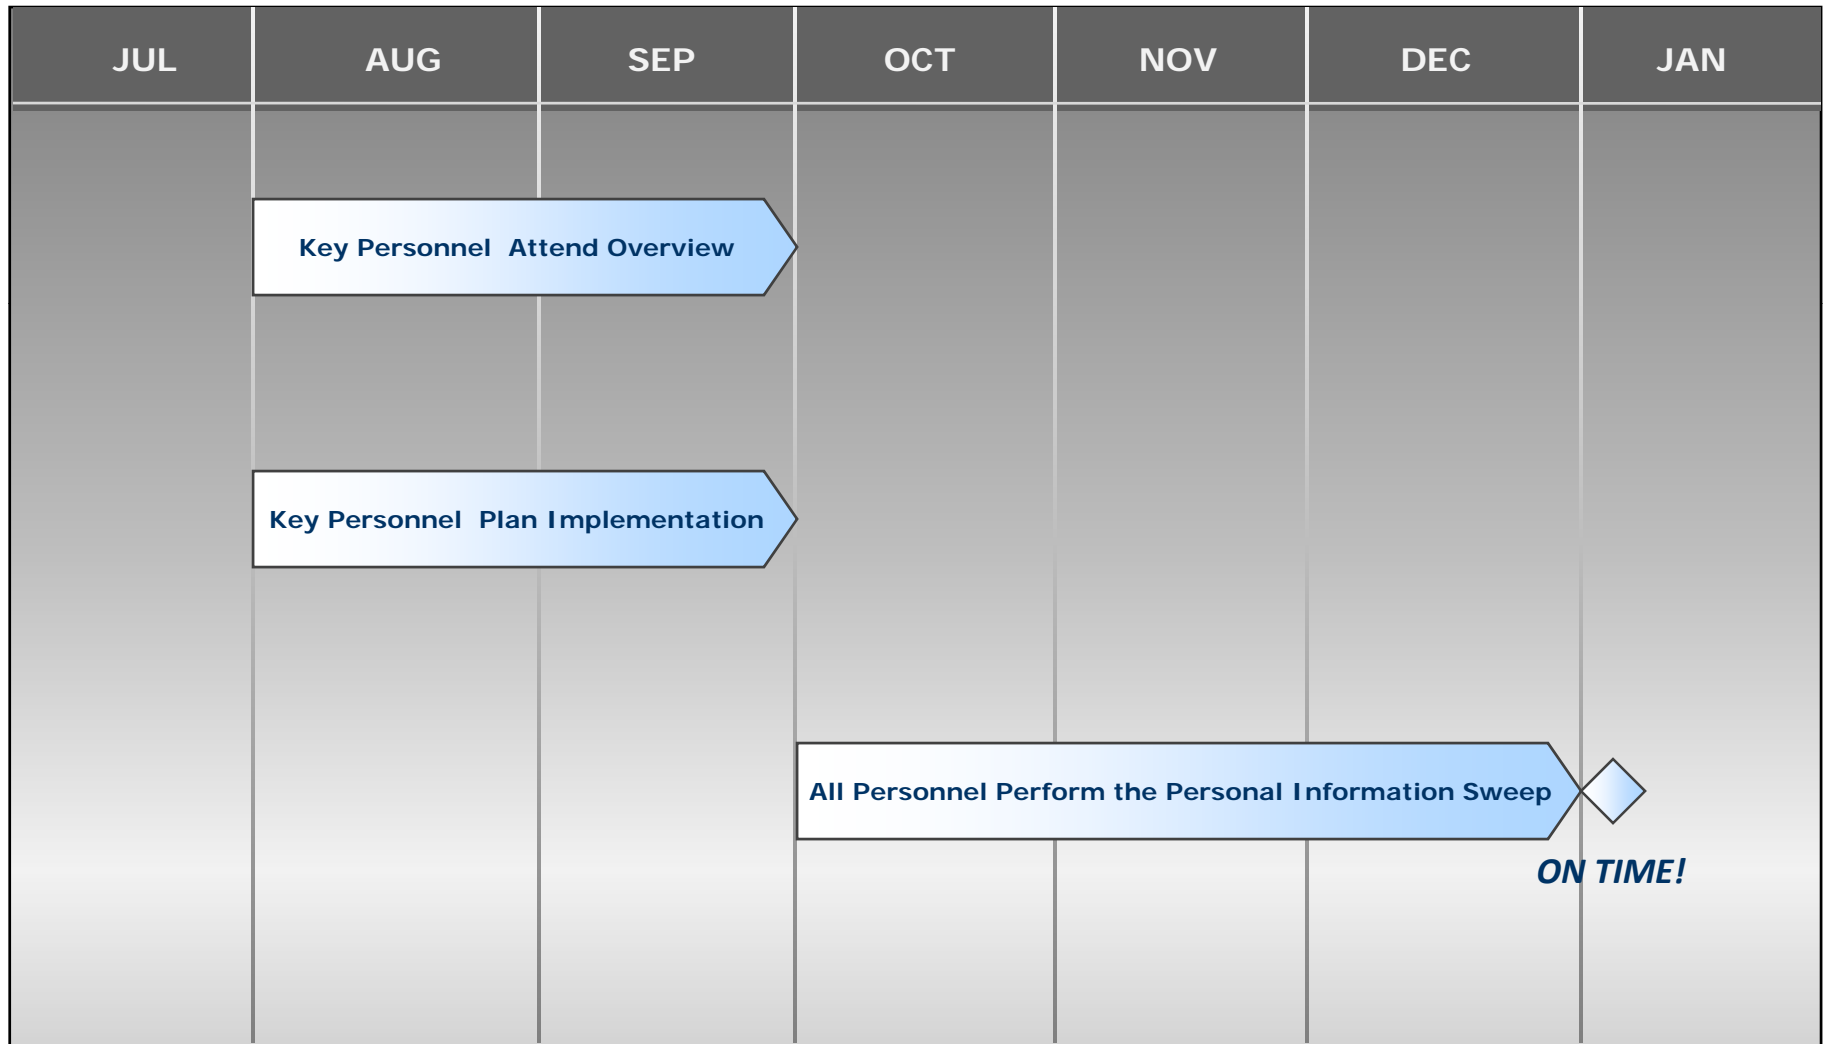 JUL AUG SEP OCT NOV DEC JAN
Key Personnel  Attend Overview
Key Personnel  Plan Implementation
All Personnel Perform the Personal Information Sweep
ON TIME!